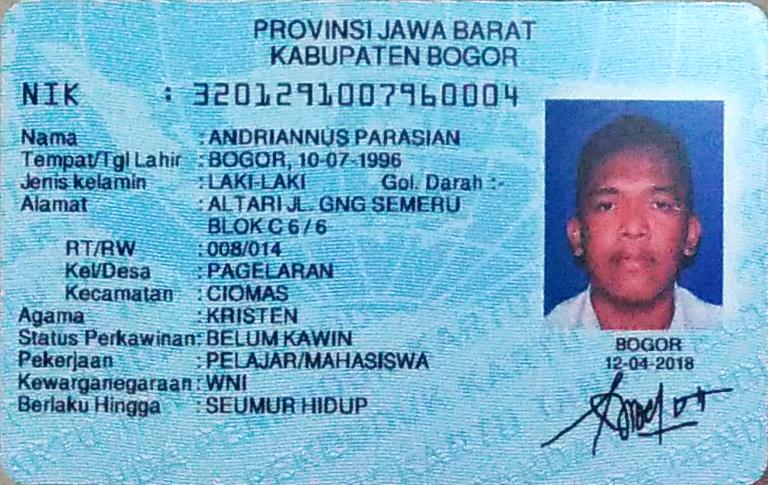 PROVINSI JAWA BARAT
KABUPATEN BOGOR
NIK : 3201291007960004
Nama : ANDRIANNUS PARASIAN
Tempat/Tgl Lahir : BOGOR, 10-07-1996
Jenis kelamin : LAKI-LAKI Gol. Darah :-
Alamat : ALTARI JL. GNG SEMERU
BLOK C 6 / 6
RT/RW : 008/014
Kel/Desa : PAGELARAN
Kecamatan : CIOMAS
Agama : KRISTEN
Status Perkawinan: BELUM KAWIN
Pekerjaan : PELAJAR/MAHASISWA
Kewarganegaraan : WNI
Berlaku Hingga : SEUMUR HIDUP
BOGOR
12-04-2018